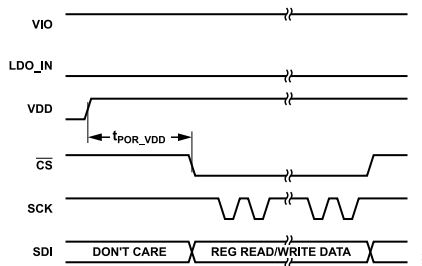 VIO
LDO_IN
VDD
tPOR_VDD
CS
SCK
SDI DON'T CARE REG READ/WRITE DATA